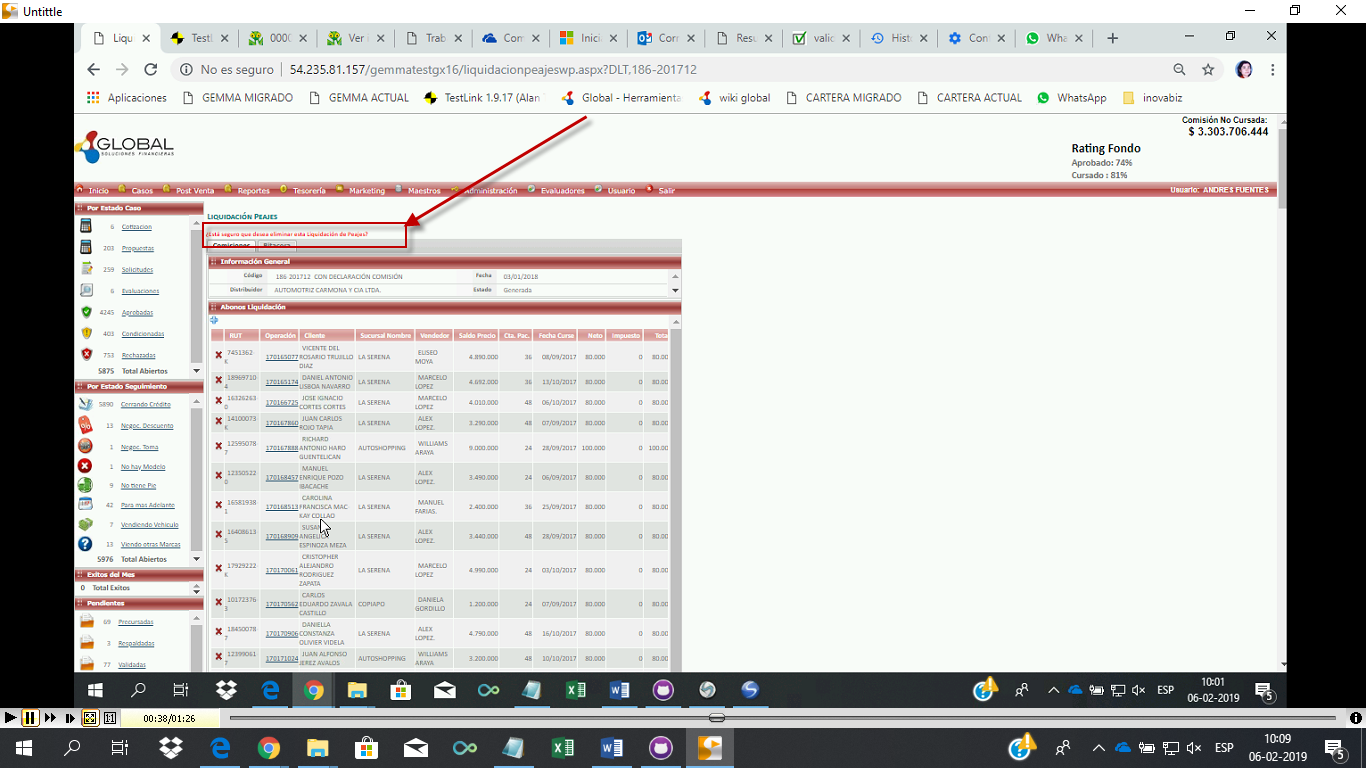 Untittle
Liqu
TestL
0000
Ver i
Trab
Com
Inici
Corr
Resu
valid
Hist
Cont
Wha
No es seguro | 54.235.81.157/gemmatestgx16/liquidacionpeajeswp.aspx?DLT,186-201712
Aplicaciones GEMMA MIGRADO GEMMA ACTUAL TestLink 1.9.17 (Alan Global - Herramienta wiki global CARTERA MIGRADO CARTERA ACTUAL WhatsApp inovabiz
Comisión No Cursada:
$ 3.303.706.444
GLOBAL
SOLUCIONES FINANCIERAS
Rating Fondo
Aprobado: 74%
Cursado : 81%
Inicio Casos Post Venta Reportes Tesorería Marketing Maestros Administración Evaluadores Usuario Salir Usuario: ANDRES FUENTES
Por Estado Caso
6 Cotizacion
203 Propuestas
259 Solicitudes
6 Evaluaciones
4245 Aprobadas
403 Condicionadas
753 Rechazadas
5875 Total Abiertos
Por Estado Seguimiento
5890 Cerrando Crédito
13 Negoc. Descuento
1 Negoc. Toma
1 No hay Modelo
9 No tiene Pie
42 Para mas Adelante
7 Vendiendo Vehiculo
13 Viendo otras Marcas
5976 Total Abiertos
Exitos del Mes
0 Total Exitos
Pendientes
69 Precursadas
3 Respaldadas
77 Validadas
LIQUIDACIÓN PEAJES
¿Está seguro que desea eliminar esta Liquidación de Peajes?
Comisiones Bitacora
Información General
Código 186 201712 CON DECLARACIÓN COMISIÓN Fecha 03/01/2018
Distribuidor AUTOMOTRIZ CARMONA Y CIA LTDA. Estado Generada
Abonos Liquidación
RUT Operación Cliente Sucursal Nombre Vendedor Saldo Precio Cta. Pac. Fecha Curse Neto Impuesto Tota
7451362-K 170165077 VICENTE DEL ROSARIO TRUJILLO DIAZ LA SERENA ELISEO MOYA 4.890.000 36 08/09/2017 80.000 0 80.00
18969710-4 170165174 DANIEL ANTONIO LISBOA NAVARRO LA SERENA MARCELO LOPEZ 4.692.000 36 13/10/2017 80.000 0 80.00
16326263-0 170166725 JOSE IGNACIO CORTES CORTES LA SERENA MARCELO LOPEZ 4.010.000 48 06/10/2017 80.000 0 80.00
14100073-K 170167860 JUAN CARLOS ROJO TAPIA LA SERENA ALEX LOPEZ. 3.290.000 48 07/09/2017 80.000 0 80.00
12595078-7 170167888 RICHARD ANTONIO HARO GUENTELICAN AUTOSHOPPING WILLIAMS ARAYA 9.000.000 24 28/09/2017 100.000 0 100.00
12350522-0 170168457 MANUEL ENRIQUE POZO IBACACHE LA SERENA ALEX LOPEZ. 3.490.000 24 06/09/2017 80.000 0 80.00
16581938-1 170168513 CAROLINA FRANCISCA MAC-KAY COLLAO LA SERENA MANUEL FARIAS. 2.400.000 36 25/09/2017 80.000 0 80.00
16408613-5 170168909 ESPINOZA MEZA LA SERENA ALEX LOPEZ. 3.440.000 48 28/09/2017 80.000 0 80.00
17929222-K 170170061 CRISTOPHER ALEJANDRO RODRIGUEZ ZAPATA LA SERENA MARCELO LOPEZ 4.990.000 24 03/10/2017 80.000 0 80.00
10172376-3 170170562 CARLOS EDUARDO ZAVALA CASTILLO COPIAPO DANIELA GORDILLO 1.200.000 24 07/09/2017 80.000 0 80.00
18450078-7 170170906 DANIELLA CONSTANZA OLIVIER VIDELA LA SERENA ALEX LOPEZ. 4.790.000 48 16/10/2017 80.000 0 80.00
12399061-7 170171024 JUAN ALFONSO JEREZ AVALOS AUTOSHOPPING WILLIAMS ARAYA 3.200.000 48 10/10/2017 80.000 0 80.00
ESP 10:01
06-02-2019
5
00:38/01:26
ESP 10:09
06-02-2019
5